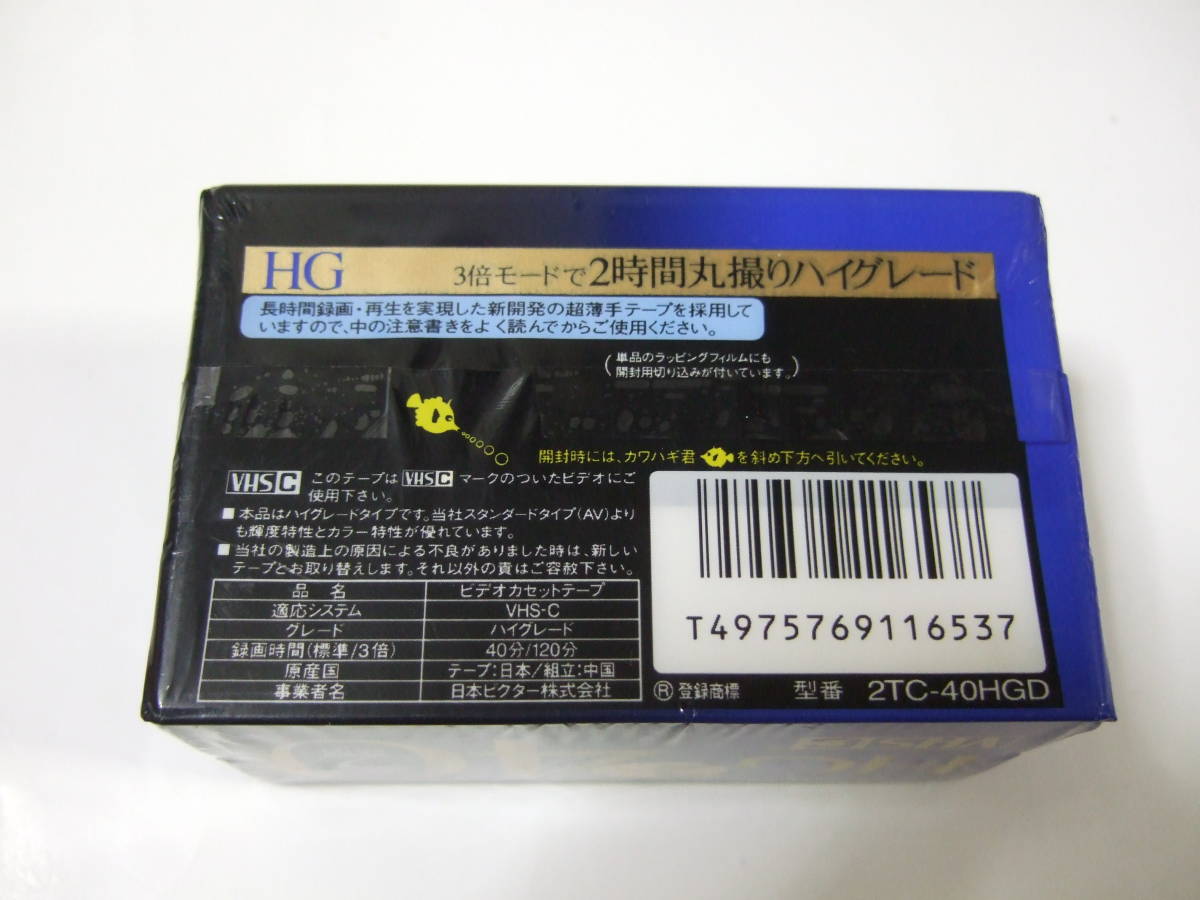 HG 3倍モードで2時間丸撮りハイグレード
長時間録画・再生を実現した新開発の超薄手テープを採用して
いますので、中の注意書きをよく読んでからご使用ください。
(単品のラッピングフィルムにも
開封用切り込みが付いています。)
開封時には、カワハギ君を斜め下方へ引いてください。
VHSC このテープはVHSCマークのついたビデオにご
使用下さい。
■本品はハイグレードタイプです。当社スタンダードタイプ(AV)より
も輝度特性とカラー特性が優れています。
■当社の製造上の原因による不良がありました時は、新しい
テープとお取り替えします。それ以外の責はご容赦下さい。
品名 ビデオカセットテープ
適応システム VHS-C
グレード ハイグレード
録画時間(標準/3倍) 40分/120分
原産国 テープ:日本/組立:中国
事業者名 日本ビクター株式会社
T4975769116537
®登録商標 型番 2TC-40HGD